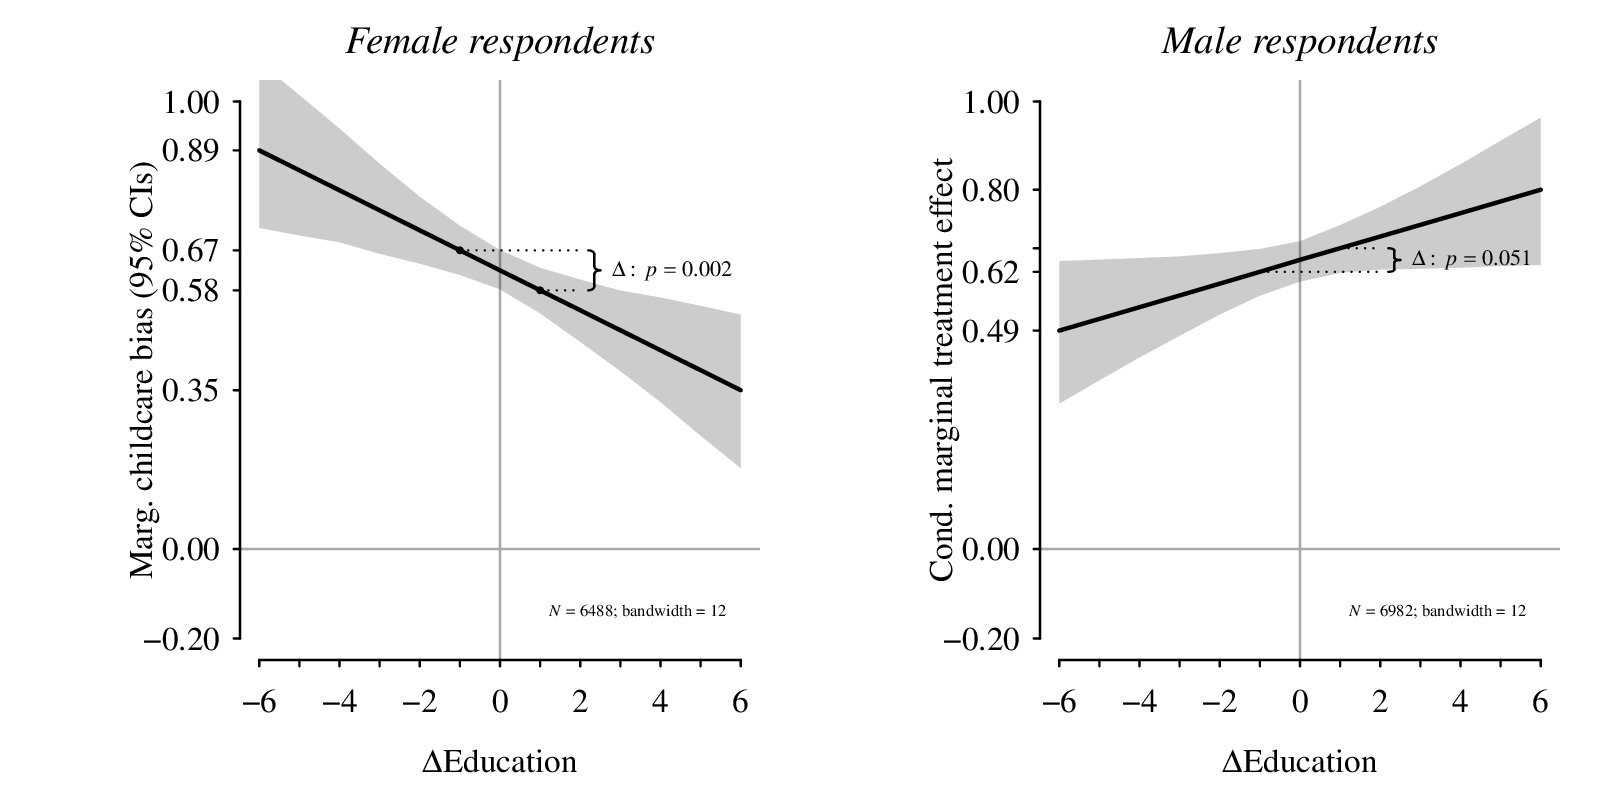 Female respondents
Marg. childcare bias (95% CIs)
1.00
0.89
0.67
0.58
0.35
0.00
−0.20
Δ: p = 0.002
N = 6488; bandwidth = 12
−6 −4 −2 0 2 4 6
ΔEducation
Male respondents
Cond. marginal treatment effect
1.00
0.80
0.62
0.49
0.00
−0.20
Δ: p = 0.051
N = 6982; bandwidth = 12
−6 −4 −2 0 2 4 6
ΔEducation